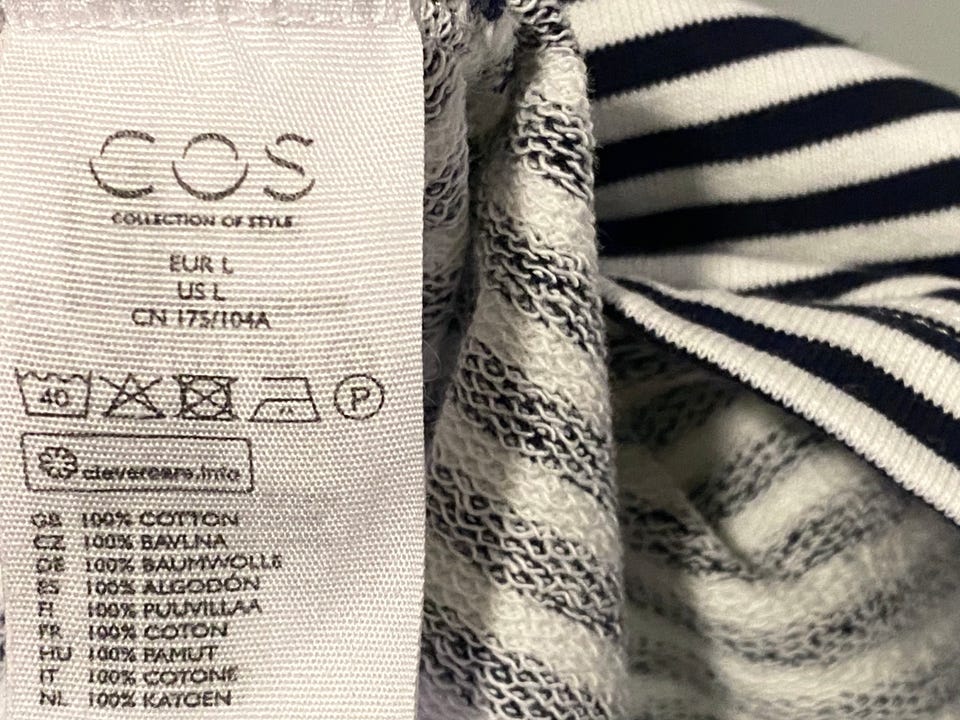 COS
COLLECTION OF STYLE
EUR L
US L
CN 175/104A
40 P
clevercare.info
GB 100% COTTON
CZ 100% BAVLNA
DE 100% BAUMWOLLE
ES 100% ALGODÓN
FI 100% PUUVILLAA
FR 100% COTON
HU 100% PAMUT
IT 100% COTONE
NL 100% KATOEN